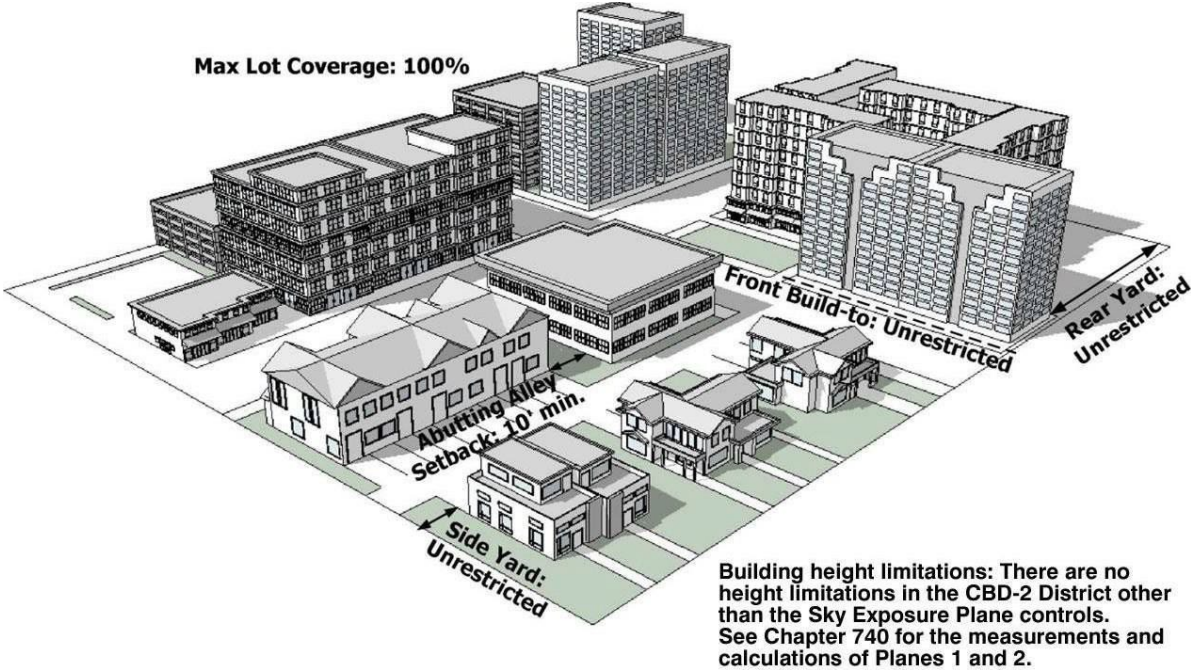 Max Lot Coverage: 100%
Front Build-to: Unrestricted
Rear Yard:
Unrestricted
Abutting Alley
Setback: 10' min.
Side Yard:
Unrestricted
Building height limitations: There are no
height limitations in the CBD-2 District other
than the Sky Exposure Plane controls.
See Chapter 740 for the measurements and
calculations of Planes 1 and 2.